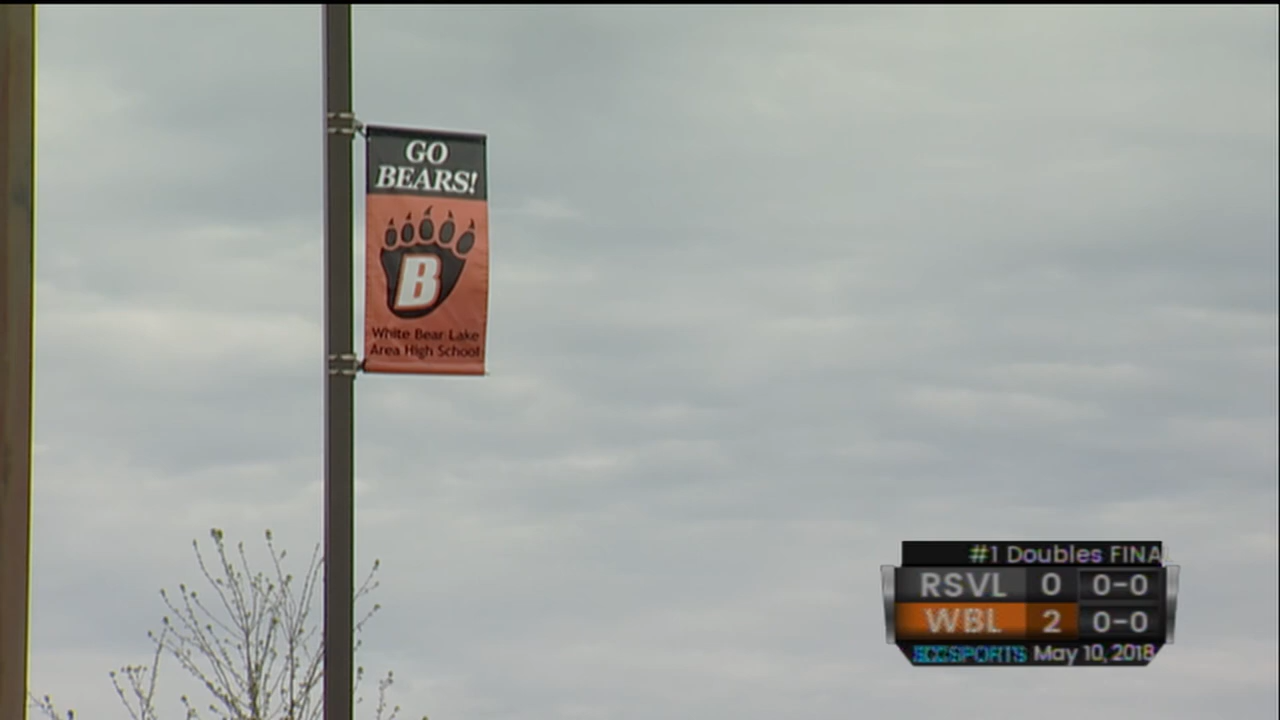 GO
BEARS!
B
White Bear Lake
Area High School
#1 Doubles FINAL
RSVL 0 0-0
WBL 2 0-0
SCCSPORTS May 10, 2018